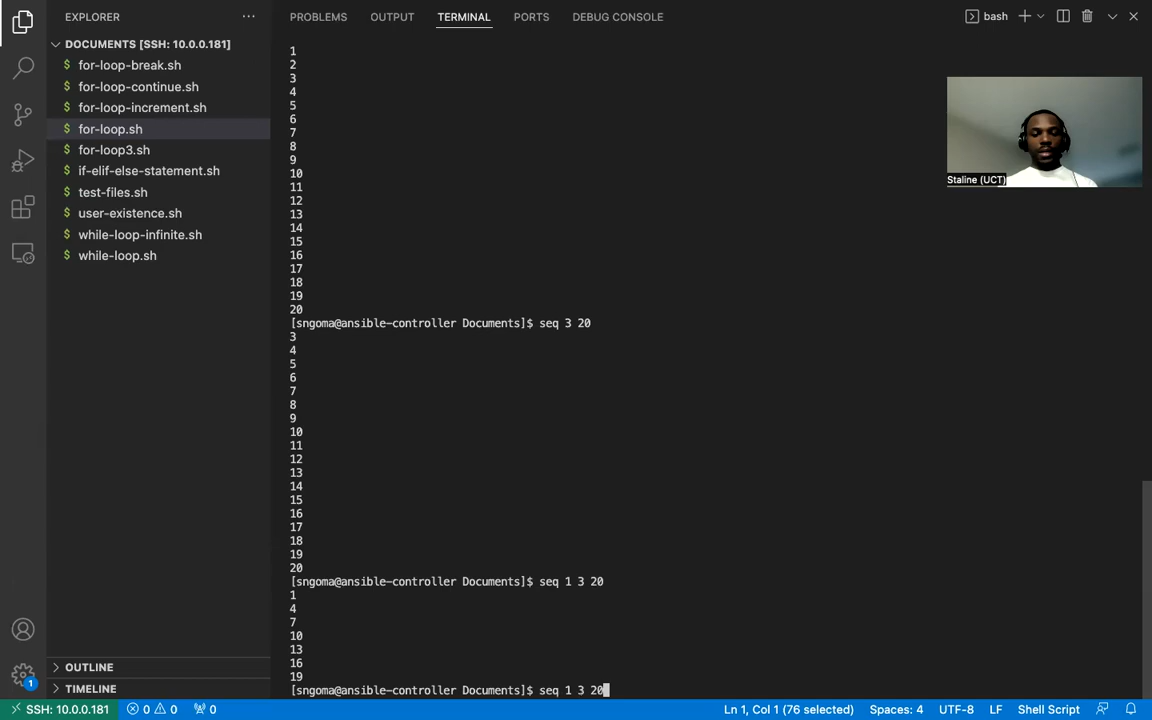 EXPLORER
DOCUMENTS [SSH: 10.0.0.181]
$ for-loop-break.sh
$ for-loop-continue.sh
$ for-loop-increment.sh
$ for-loop.sh
$ for-loop3.sh
$ if-elif-else-statement.sh
$ test-files.sh
$ user-existence.sh
$ while-loop-infinite.sh
$ while-loop.sh
OUTLINE
TIMELINE
1
PROBLEMS OUTPUT TERMINAL PORTS DEBUG CONSOLE
bash
1
2
3
4
5
6
7
8
9
10
11
12
13
14
15
16
17
18
19
20
[sngoma@ansible-controller Documents]$ seq 3 20
3
4
5
6
7
8
9
10
11
12
13
14
15
16
17
18
19
20
[sngoma@ansible-controller Documents]$ seq 1 3 20
1
4
7
10
13
16
19
[sngoma@ansible-controller Documents]$ seq 1 3 20
Staline (UCT)
SSH: 10.0.0.181 0 0 0 Ln 1, Col 1 (76 selected) Spaces: 4 UTF-8 LF Shell Script